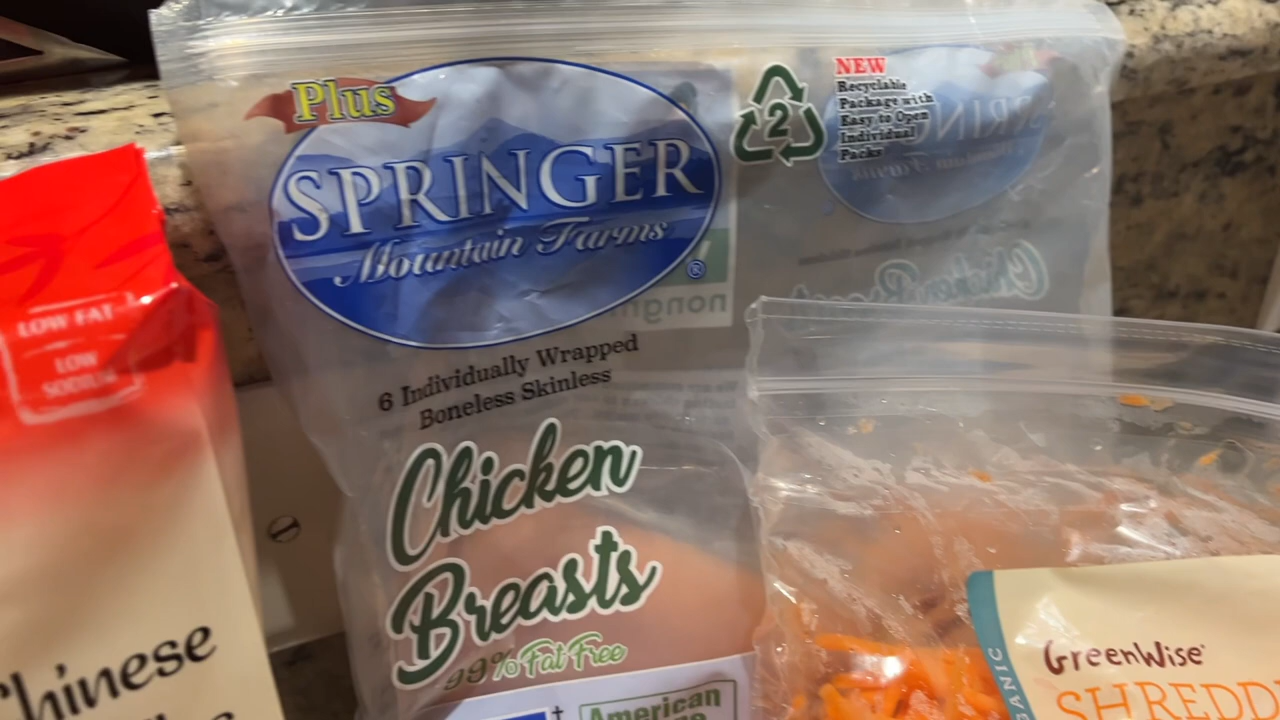 Plus
SPRINGER
Mountain Farms
®
6 Individually Wrapped
Boneless Skinless
Chicken
Breasts
99% Fat Free
American
2
NEW
Recyclable
Package with
Easy to Open
Individual
Packs
LOW FAT
LOW
SODIUM
Chinese
GreenWise
SHREDD